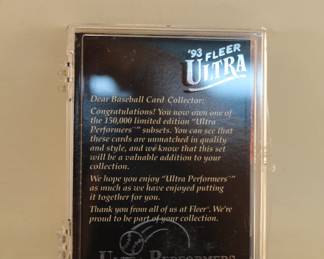 '93 FLEER
ULTRA
Dear Baseball Card Collector:
Congratulations! You now own one of
the 150,000 limited edition "Ultra
Performers™" subsets. You can see that
these cards are unmatched in quality
and style, and we know that this set
will be a valuable addition to your
collection.
We hope you enjoy "Ultra Performers™"
as much as we have enjoyed putting
it together for you.
Thank you from all of us at Fleer®. We're
proud to be part of your collection.
ULTRA PERFORMERS